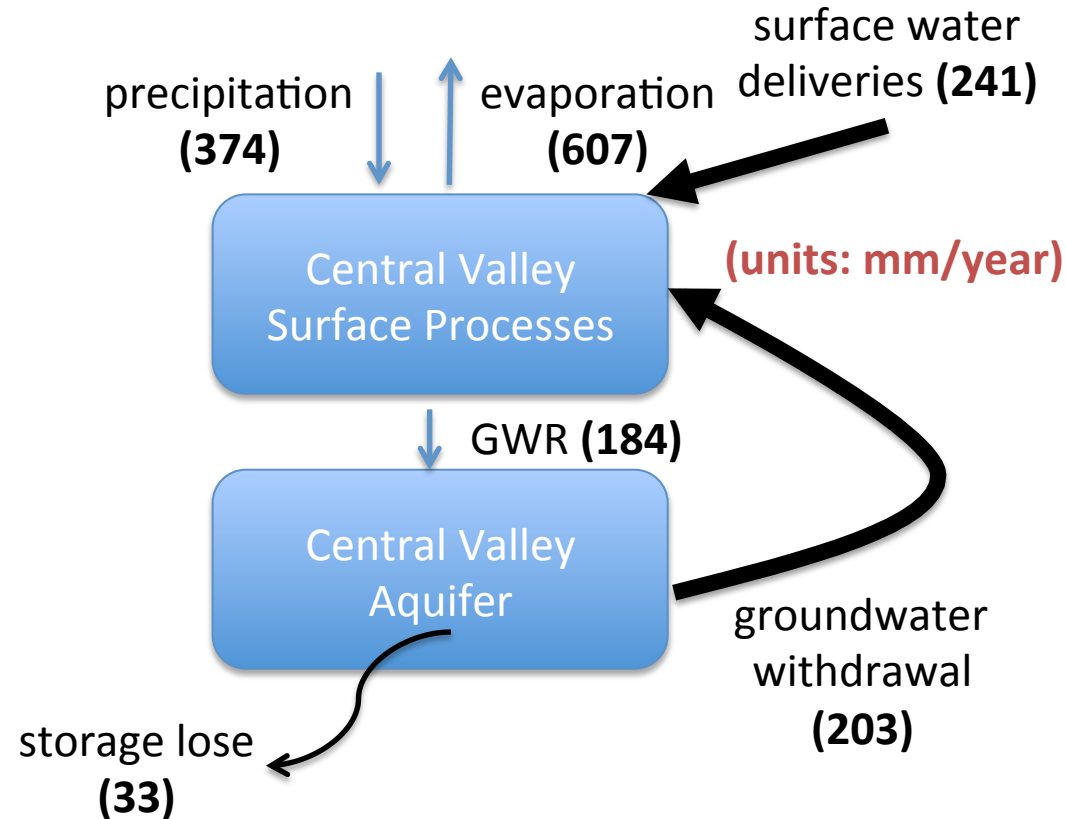 precipitation
(374)
evaporation
(607)
surface water
deliveries (241)
(units: mm/year)
Central Valley
Surface Processes
GWR (184)
Central Valley
Aquifer
groundwater
withdrawal
(203)
storage lose
(33)